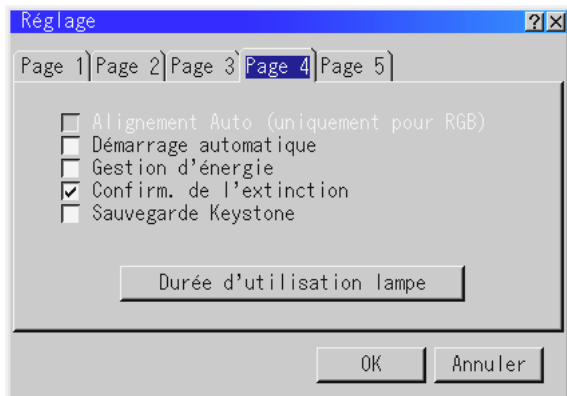 Réglage
?
Page 1 Page 2 Page 3 Page 4 Page 5
Alignement Auto (uniquement pour RGB)
Démarrage automatique
Gestion d'énergie
Confirm. de l'extinction
Sauvegarde Keystone
Durée d'utilisation lampe
OK Annuler